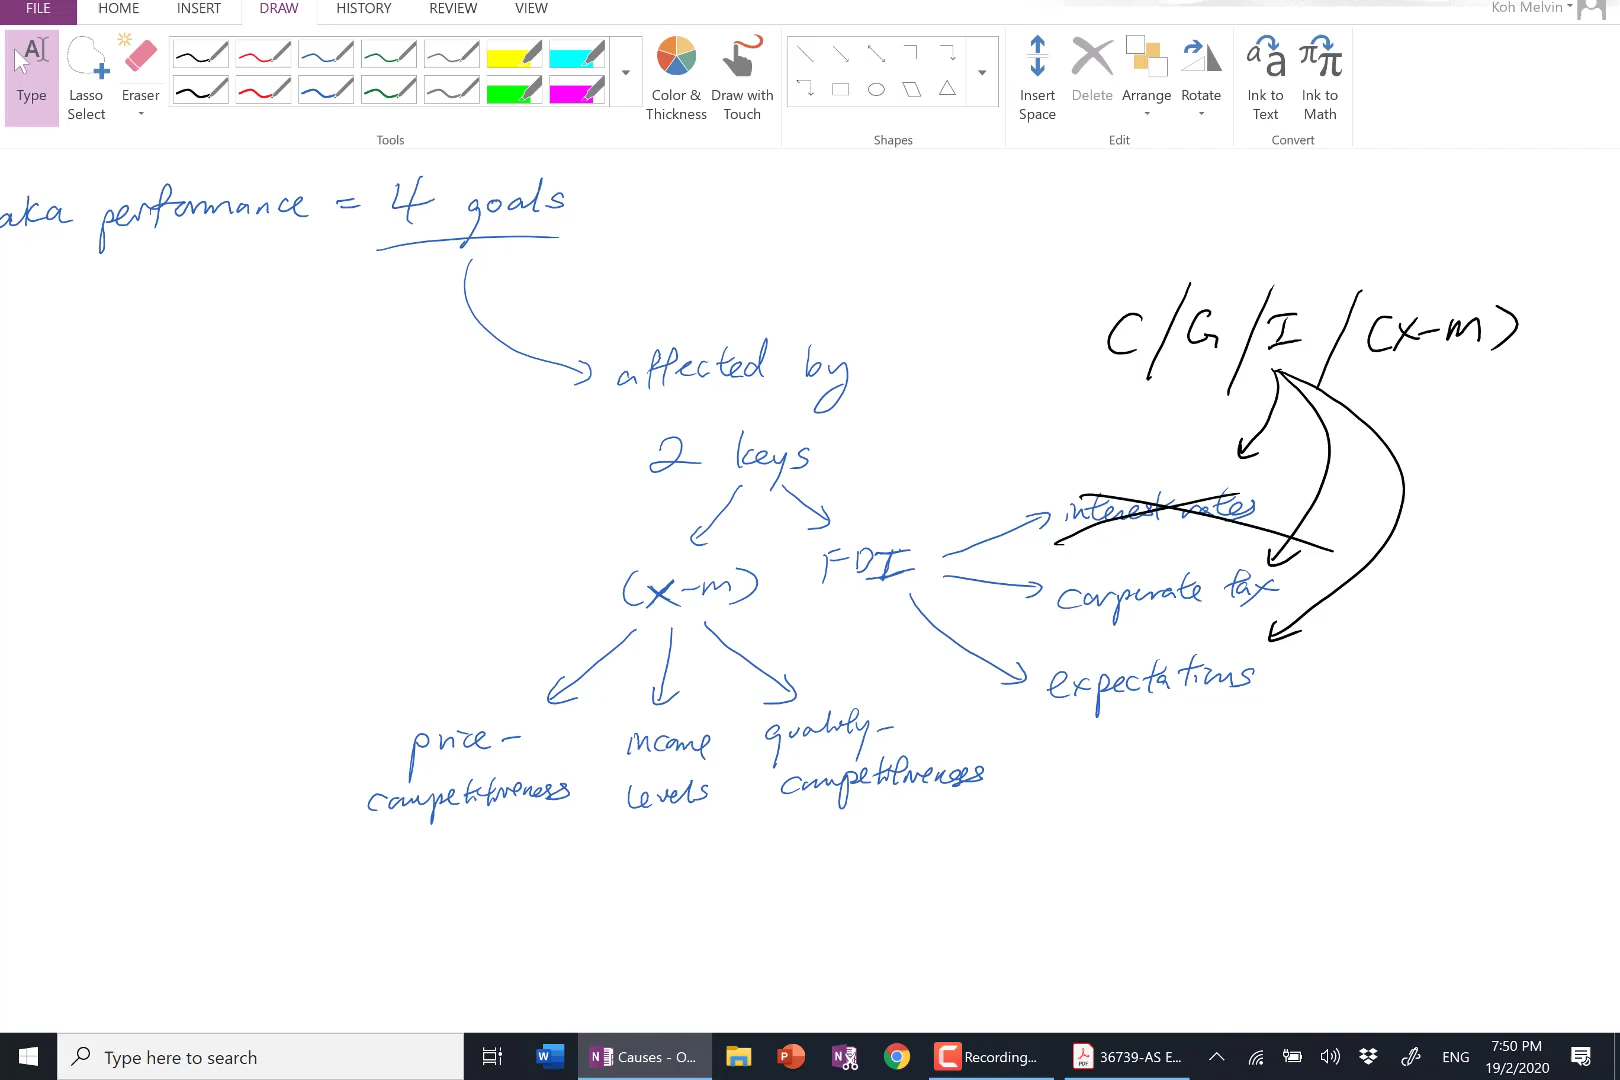 FILE HOME INSERT DRAW HISTORY REVIEW VIEW Koh Melvin
Type Lasso Select Eraser Color & Thickness Draw with Touch Insert Space Delete Arrange Rotate Ink to Text Ink to Math
Tools Shapes Edit Convert
aka performance = 4 goals
C/G/I/(x-m)
affected by
2 keys
interest rates
(x-m) FDI
corporate tax
expectations
price- income quality-
competitiveness levels competitiveness
Type here to search
Causes - O...
Recording...
36739-AS E...
ENG
7:50 PM
19/2/2020